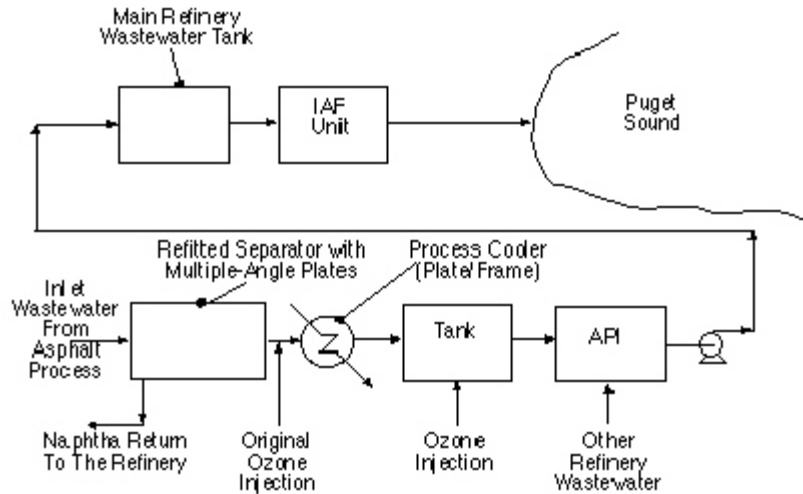 Main Refinery
Wastewater Tank
IAF
Unit
Puget
Sound
Refitted Separator with
Multiple-Angle Plates
Process Cooler
(Plate/Frame)
Inlet
Wastewater
From
Asphalt
Process
Tank
API
Naphtha Return
To The Refinery
Original
Ozone
Injection
Ozone
Injection
Other
Refinery
Wastewater